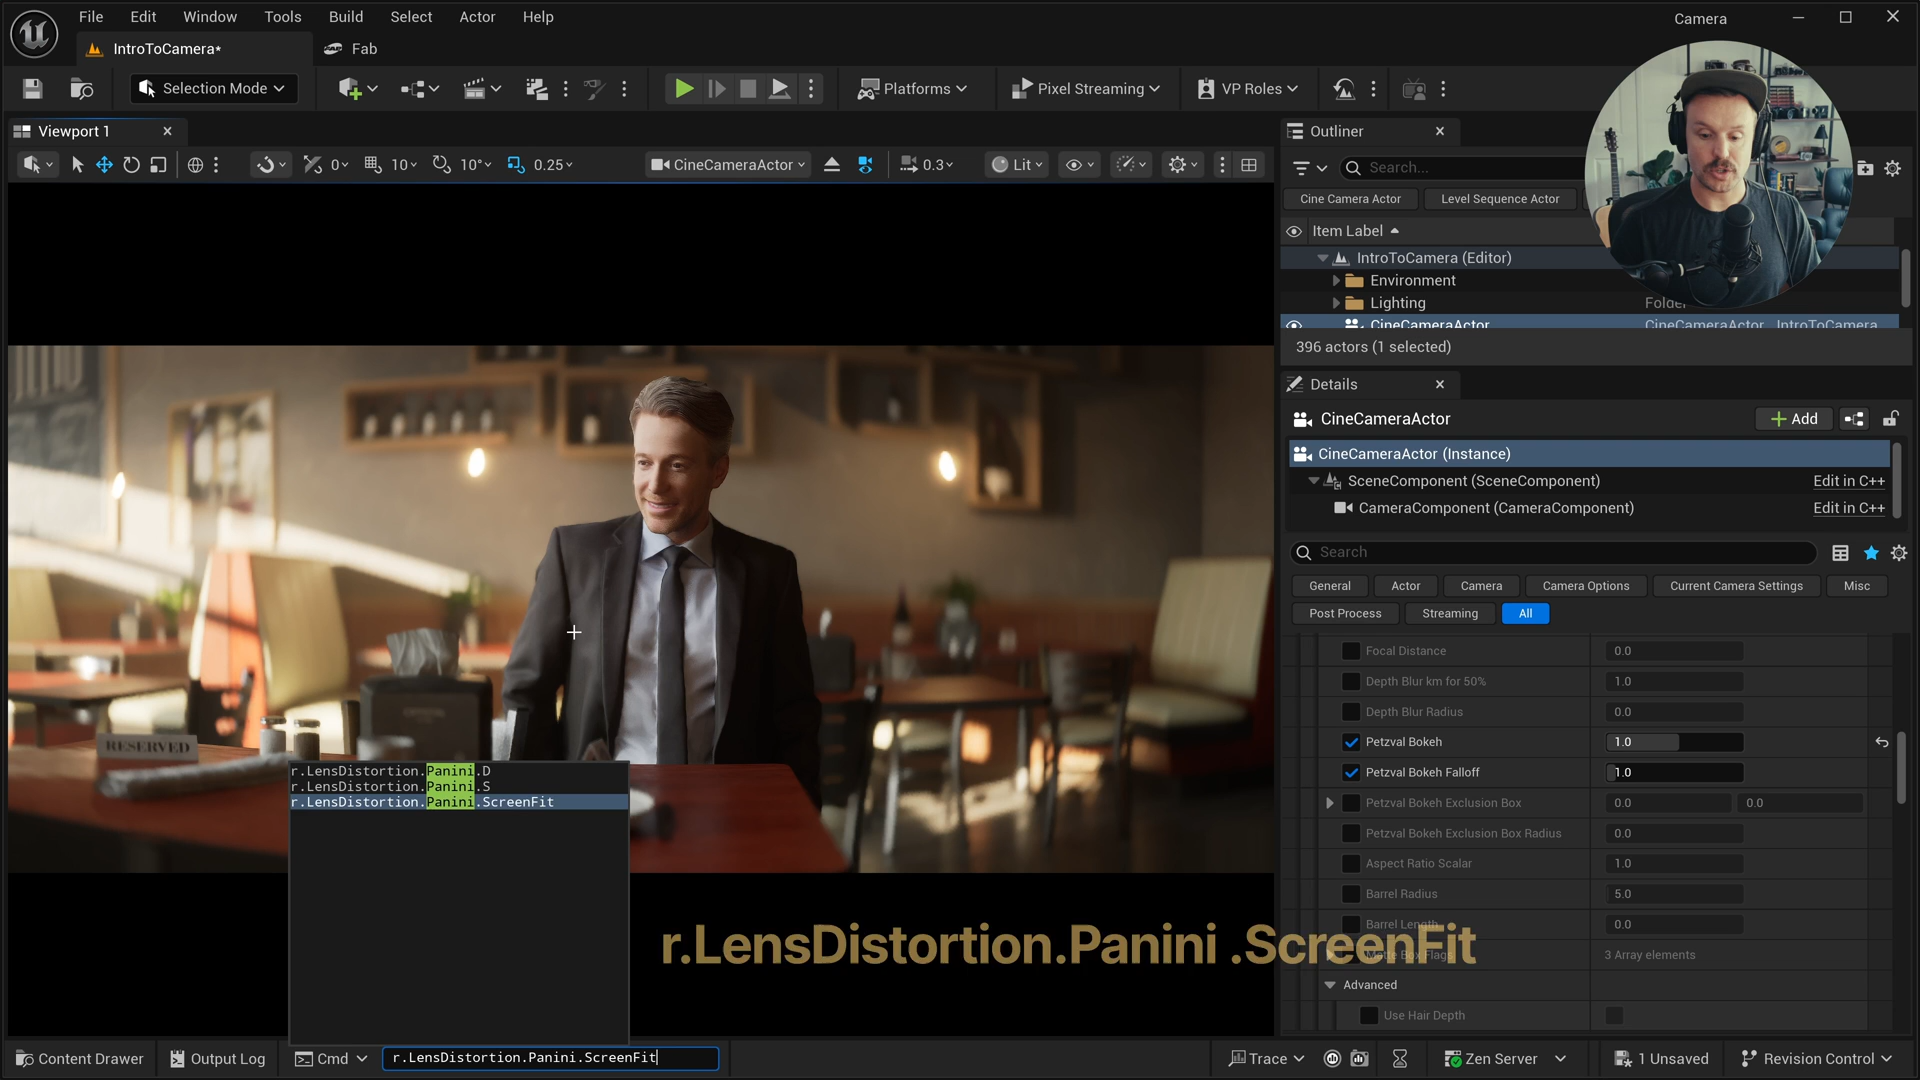 File Edit Window Tools Build Select Actor Help
Camera
IntroToCamera*
Fab
Selection Mode
Platforms
Pixel Streaming
VP Roles
Viewport 1
Outliner
0
10
10°
0.25
CineCameraActor
0.3
Lit
Search...
Cine Camera Actor
Level Sequence Actor
Item Label
IntroToCamera (Editor)
Environment
Lighting
Folder
CineCameraActor
CineCameraActor
IntroToCamera
396 actors (1 selected)
Details
CineCameraActor
Add
CineCameraActor (Instance)
SceneComponent (SceneComponent)
Edit in C++
CameraComponent (CameraComponent)
Edit in C++
Search
General
Actor
Camera
Camera Options
Current Camera Settings
Misc
Post Process
Streaming
All
Focal Distance 0.0
Depth Blur km for 50% 1.0
Depth Blur Radius 0.0
Petzval Bokeh 1.0
Petzval Bokeh Falloff 1.0
Petzval Bokeh Exclusion Box 0.0 0.0
Petzval Bokeh Exclusion Box Radius 0.0
Aspect Ratio Scalar 1.0
Barrel Radius 5.0
Barrel Length 0.0
Matte Box Flags 3 Array elements
Advanced
Use Hair Depth
RESERVED
r.LensDistortion.Panini.D
r.LensDistortion.Panini.S
r.LensDistortion.Panini.ScreenFit
r.LensDistortion.Panini .ScreenFit
Content Drawer
Output Log
Cmd
r.LensDistortion.Panini.ScreenFit
Trace
Zen Server
1 Unsaved
Revision Control